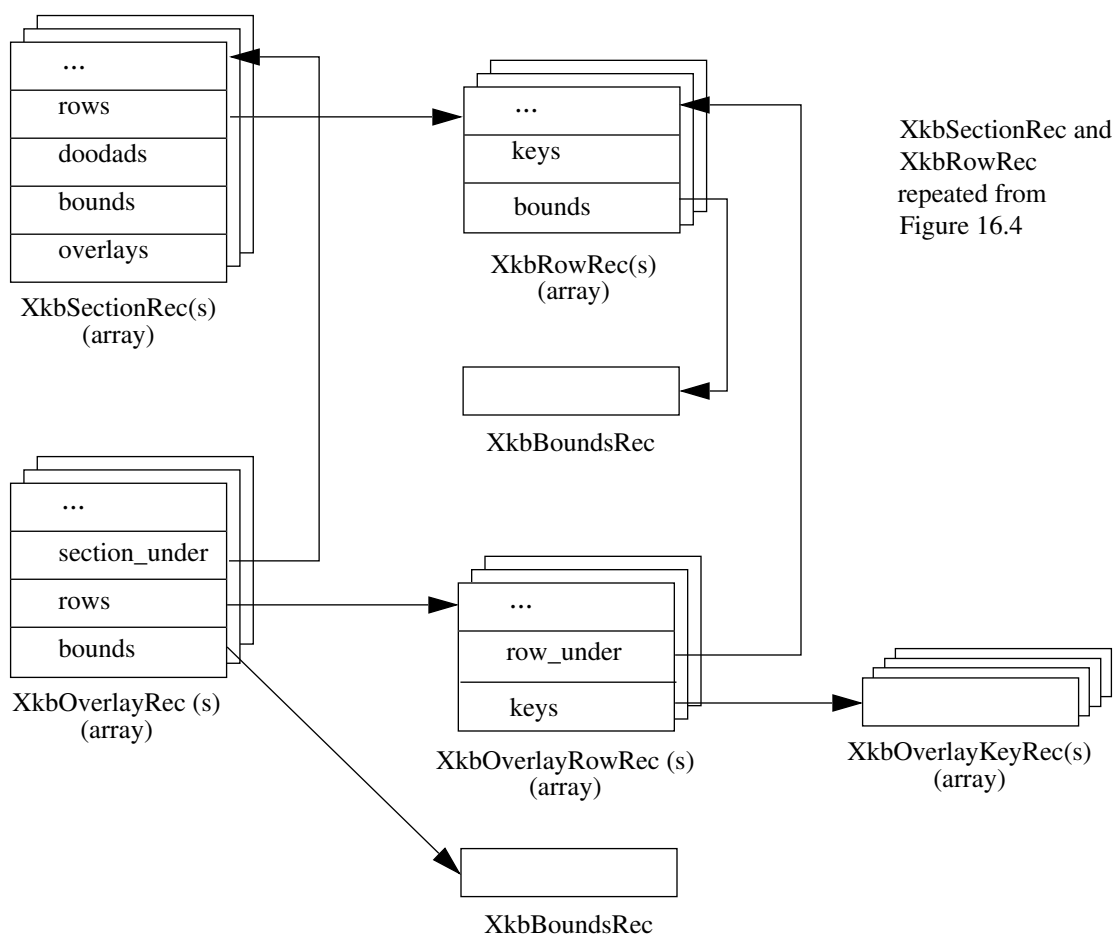 ...
rows
doodads
bounds
overlays
XkbSectionRec(s)
(array)
...
keys
bounds
XkbRowRec(s)
(array)
XkbSectionRec and
XkbRowRec
repeated from
Figure 16.4
XkbBoundsRec
...
section_under
rows
bounds
XkbOverlayRec (s)
(array)
...
row_under
keys
XkbOverlayRowRec (s)
(array)
XkbOverlayKeyRec(s)
(array)
XkbBoundsRec